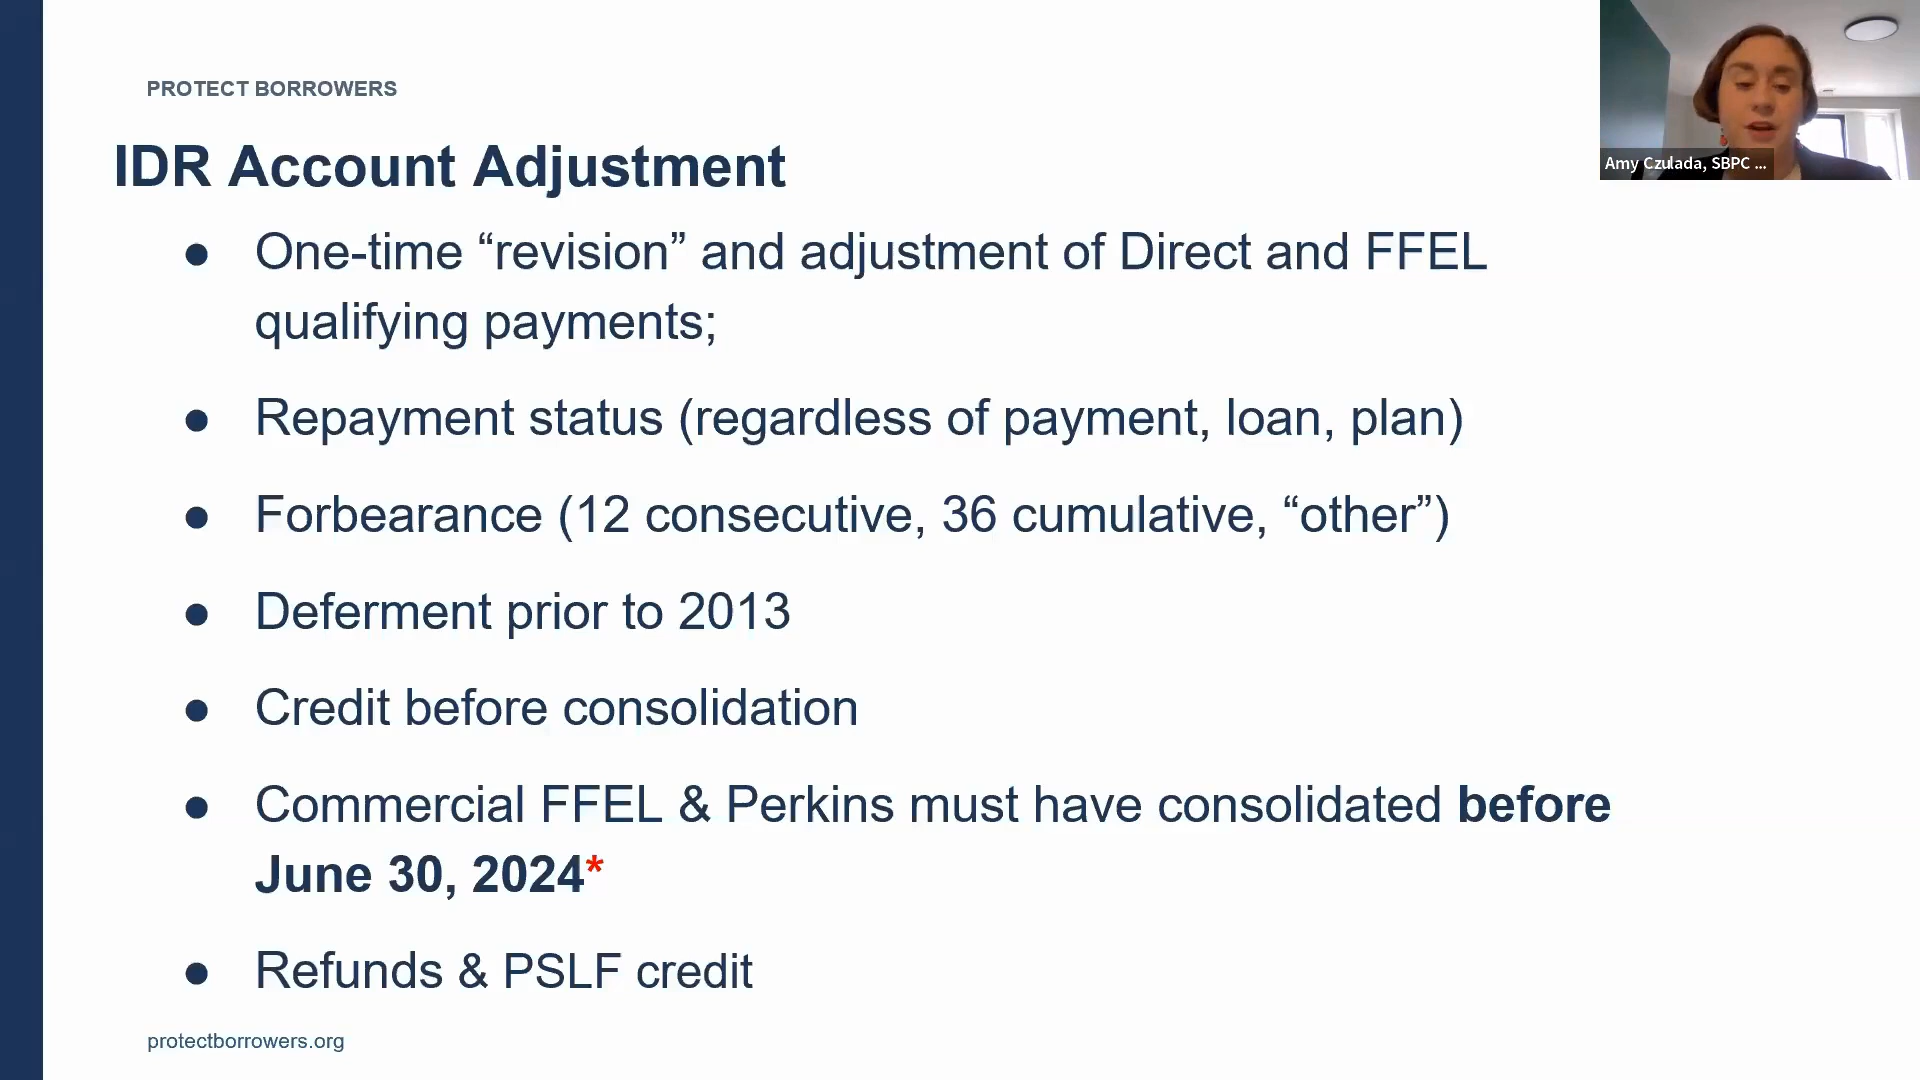 PROTECT BORROWERS
IDR Account Adjustment
● One-time “revision” and adjustment of Direct and FFEL
qualifying payments;
● Repayment status (regardless of payment, loan, plan)
● Forbearance (12 consecutive, 36 cumulative, “other”)
● Deferment prior to 2013
● Credit before consolidation
● Commercial FFEL & Perkins must have consolidated before
June 30, 2024*
● Refunds & PSLF credit
protectborrowers.org
Amy Czulada, SBPC ...